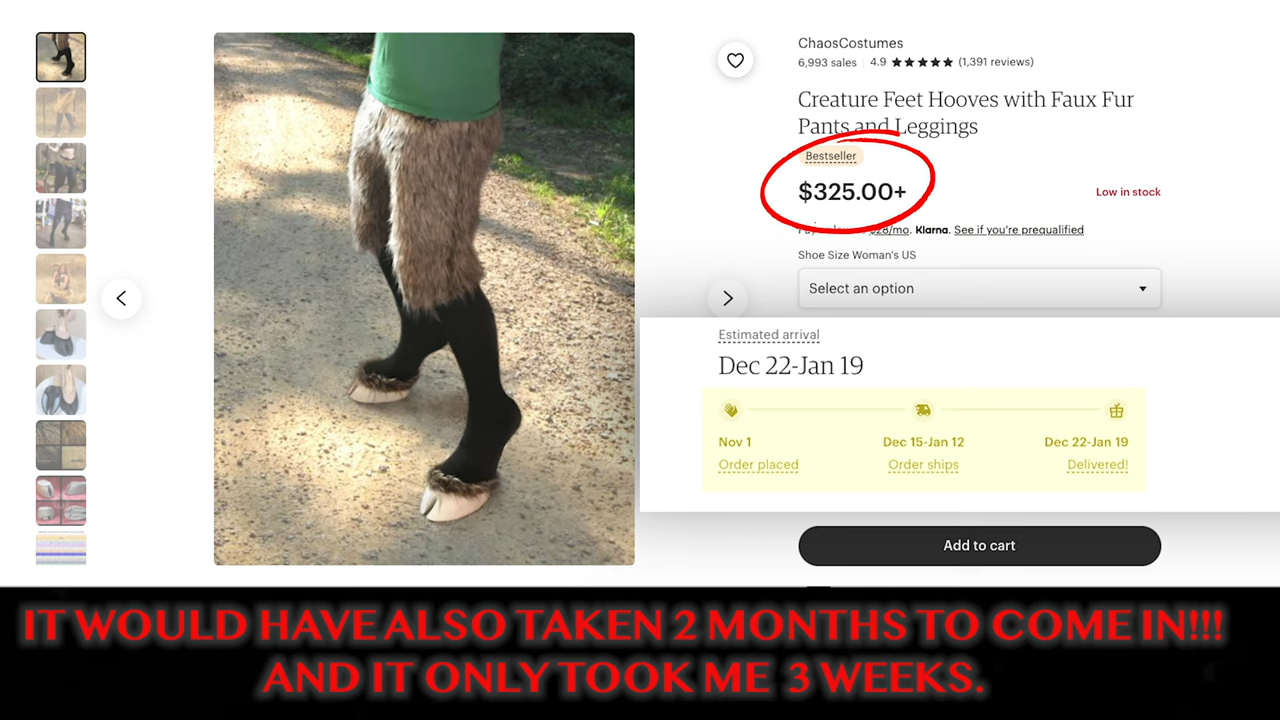 ChaosCostumes
6,993 sales 4.9 ★★★★★ (1,391 reviews)
Creature Feet Hooves with Faux Fur
Pants and Leggings
Bestseller
$325.00+
Low in stock
$28/mo. Klarna. See if you're prequalified
Shoe Size Woman's US
Select an option
Estimated arrival
Dec 22-Jan 19
Nov 1 Dec 15-Jan 12 Dec 22-Jan 19
Order placed Order ships Delivered!
Add to cart
IT WOULD HAVE ALSO TAKEN 2 MONTHS TO COME IN!!!
AND IT ONLY TOOK ME 3 WEEKS.